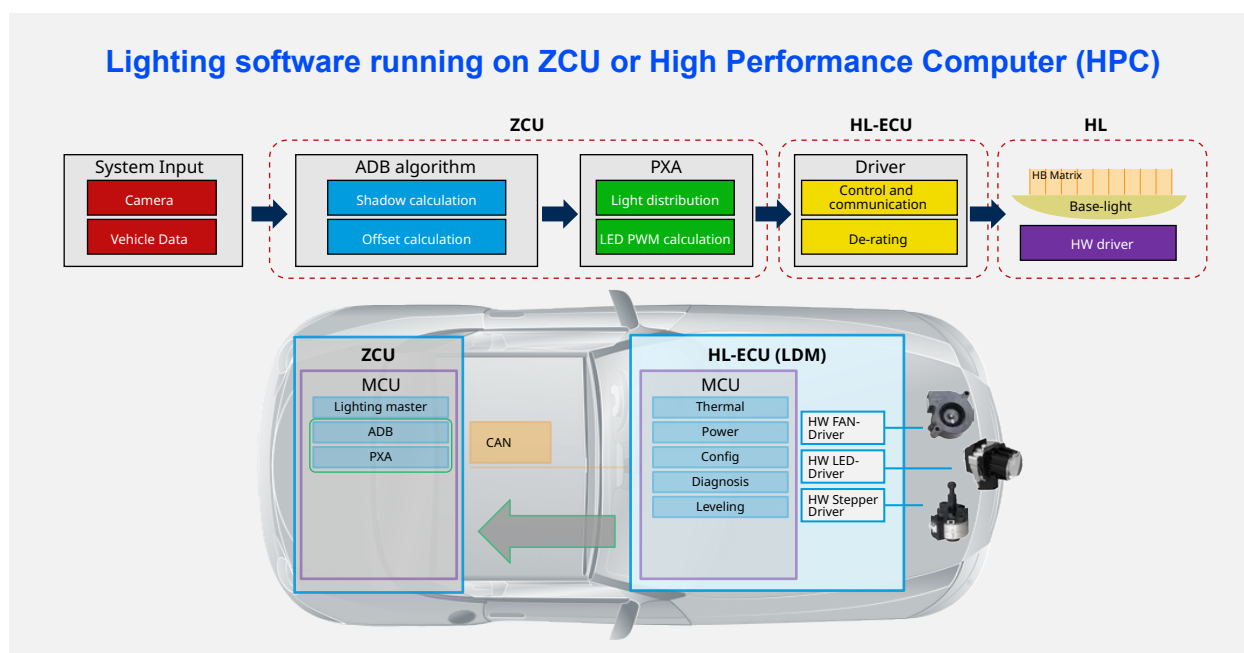 Lighting software running on ZCU or High Performance Computer (HPC)
ZCU
HL-ECU
HL
System Input
Camera
Vehicle Data
ADB algorithm
Shadow calculation
Offset calculation
PXA
Light distribution
LED PWM calculation
Driver
Control and
communication
De-rating
HB Matrix
Base-light
HW driver
ZCU
MCU
Lighting master
ADB
PXA
CAN
HL-ECU (LDM)
MCU
Thermal
Power
Config
Diagnosis
Leveling
HW FAN-
Driver
HW LED-
Driver
HW Stepper
Driver